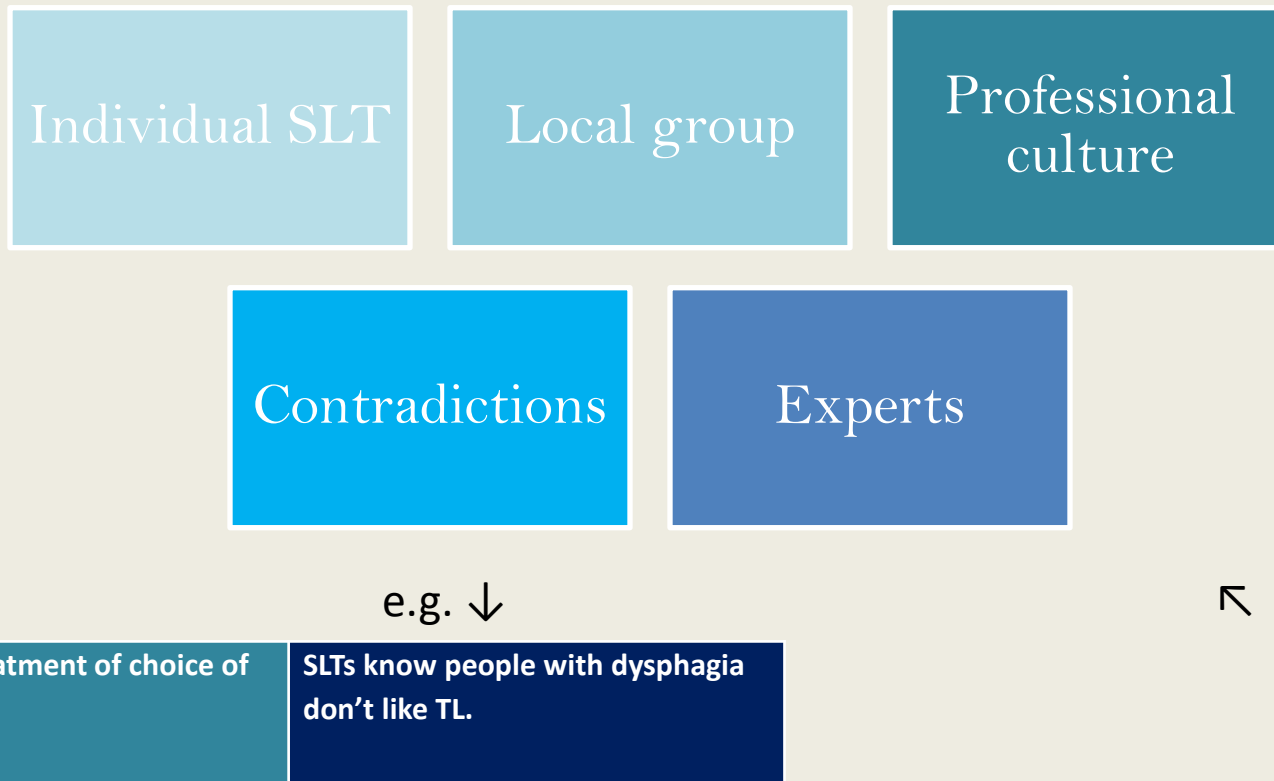 Individual SLT
Local group
Professional
culture
Contradictions
Experts
e.g. ↓
↖
atment of choice of
SLTs know people with dysphagia
don’t like TL.